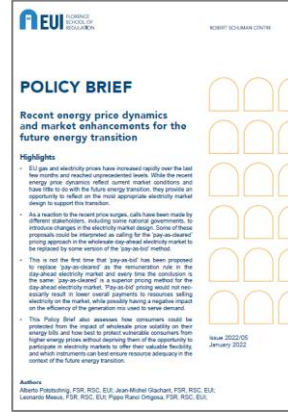 EUI
FLORENCE
SCHOOL OF
REGULATION
ROBERT SCHUMAN CENTRE
POLICY BRIEF
Recent energy price dynamics
and market enhancements for the
future energy transition
Highlights
• EU gas and electricity prices have increased rapidly over the last
few months and reached unprecedented levels. While the recent
energy price dynamics reflect current market conditions and
have little to do with the future energy transition, they provide an
opportunity to reflect on the most appropriate electricity market
design to support this transition.
• As a reaction to the recent price surges, calls have been made by
different stakeholders, including some national governments, to
introduce changes in the electricity market design. Some of these
proposals could be interpreted as calling for the 'pay-as-cleared'
pricing approach in the wholesale day-ahead electricity market to
be replaced by some version of the 'pay-as-bid' method.
• This is not the first time that 'pay-as-bid' has been proposed
to replace 'pay-as-cleared' as the remuneration rule in the
day-ahead electricity market and every time the conclusion is
the same: 'pay-as-cleared' is a superior pricing method for the
day-ahead electricity market. 'Pay-as-bid' pricing would not nec-
essarily result in lower overall payments to resources selling
electricity on the market, while possibly having a negative impact
on the efficiency of the generation mix used to serve demand.
• This Policy Brief also assesses how consumers could be
protected from the impact of wholesale price volatility on their
energy bills and how best to protect vulnerable consumers from
higher energy prices without depriving them of the opportunity to
participate in electricity markets to offer their valuable flexibility,
and which instruments can best ensure resource adequacy in the
context of the future energy transition.
Issue 2022/05
January 2022
Authors
Alberto Pototschnig, FSR, RSC, EUI; Jean-Michel Glachant, FSR, RSC, EUI;
Leonardo Meeus, FSR, RSC, EUI; Pippo Ranci Ortigosa, FSR, RSC, EUI;